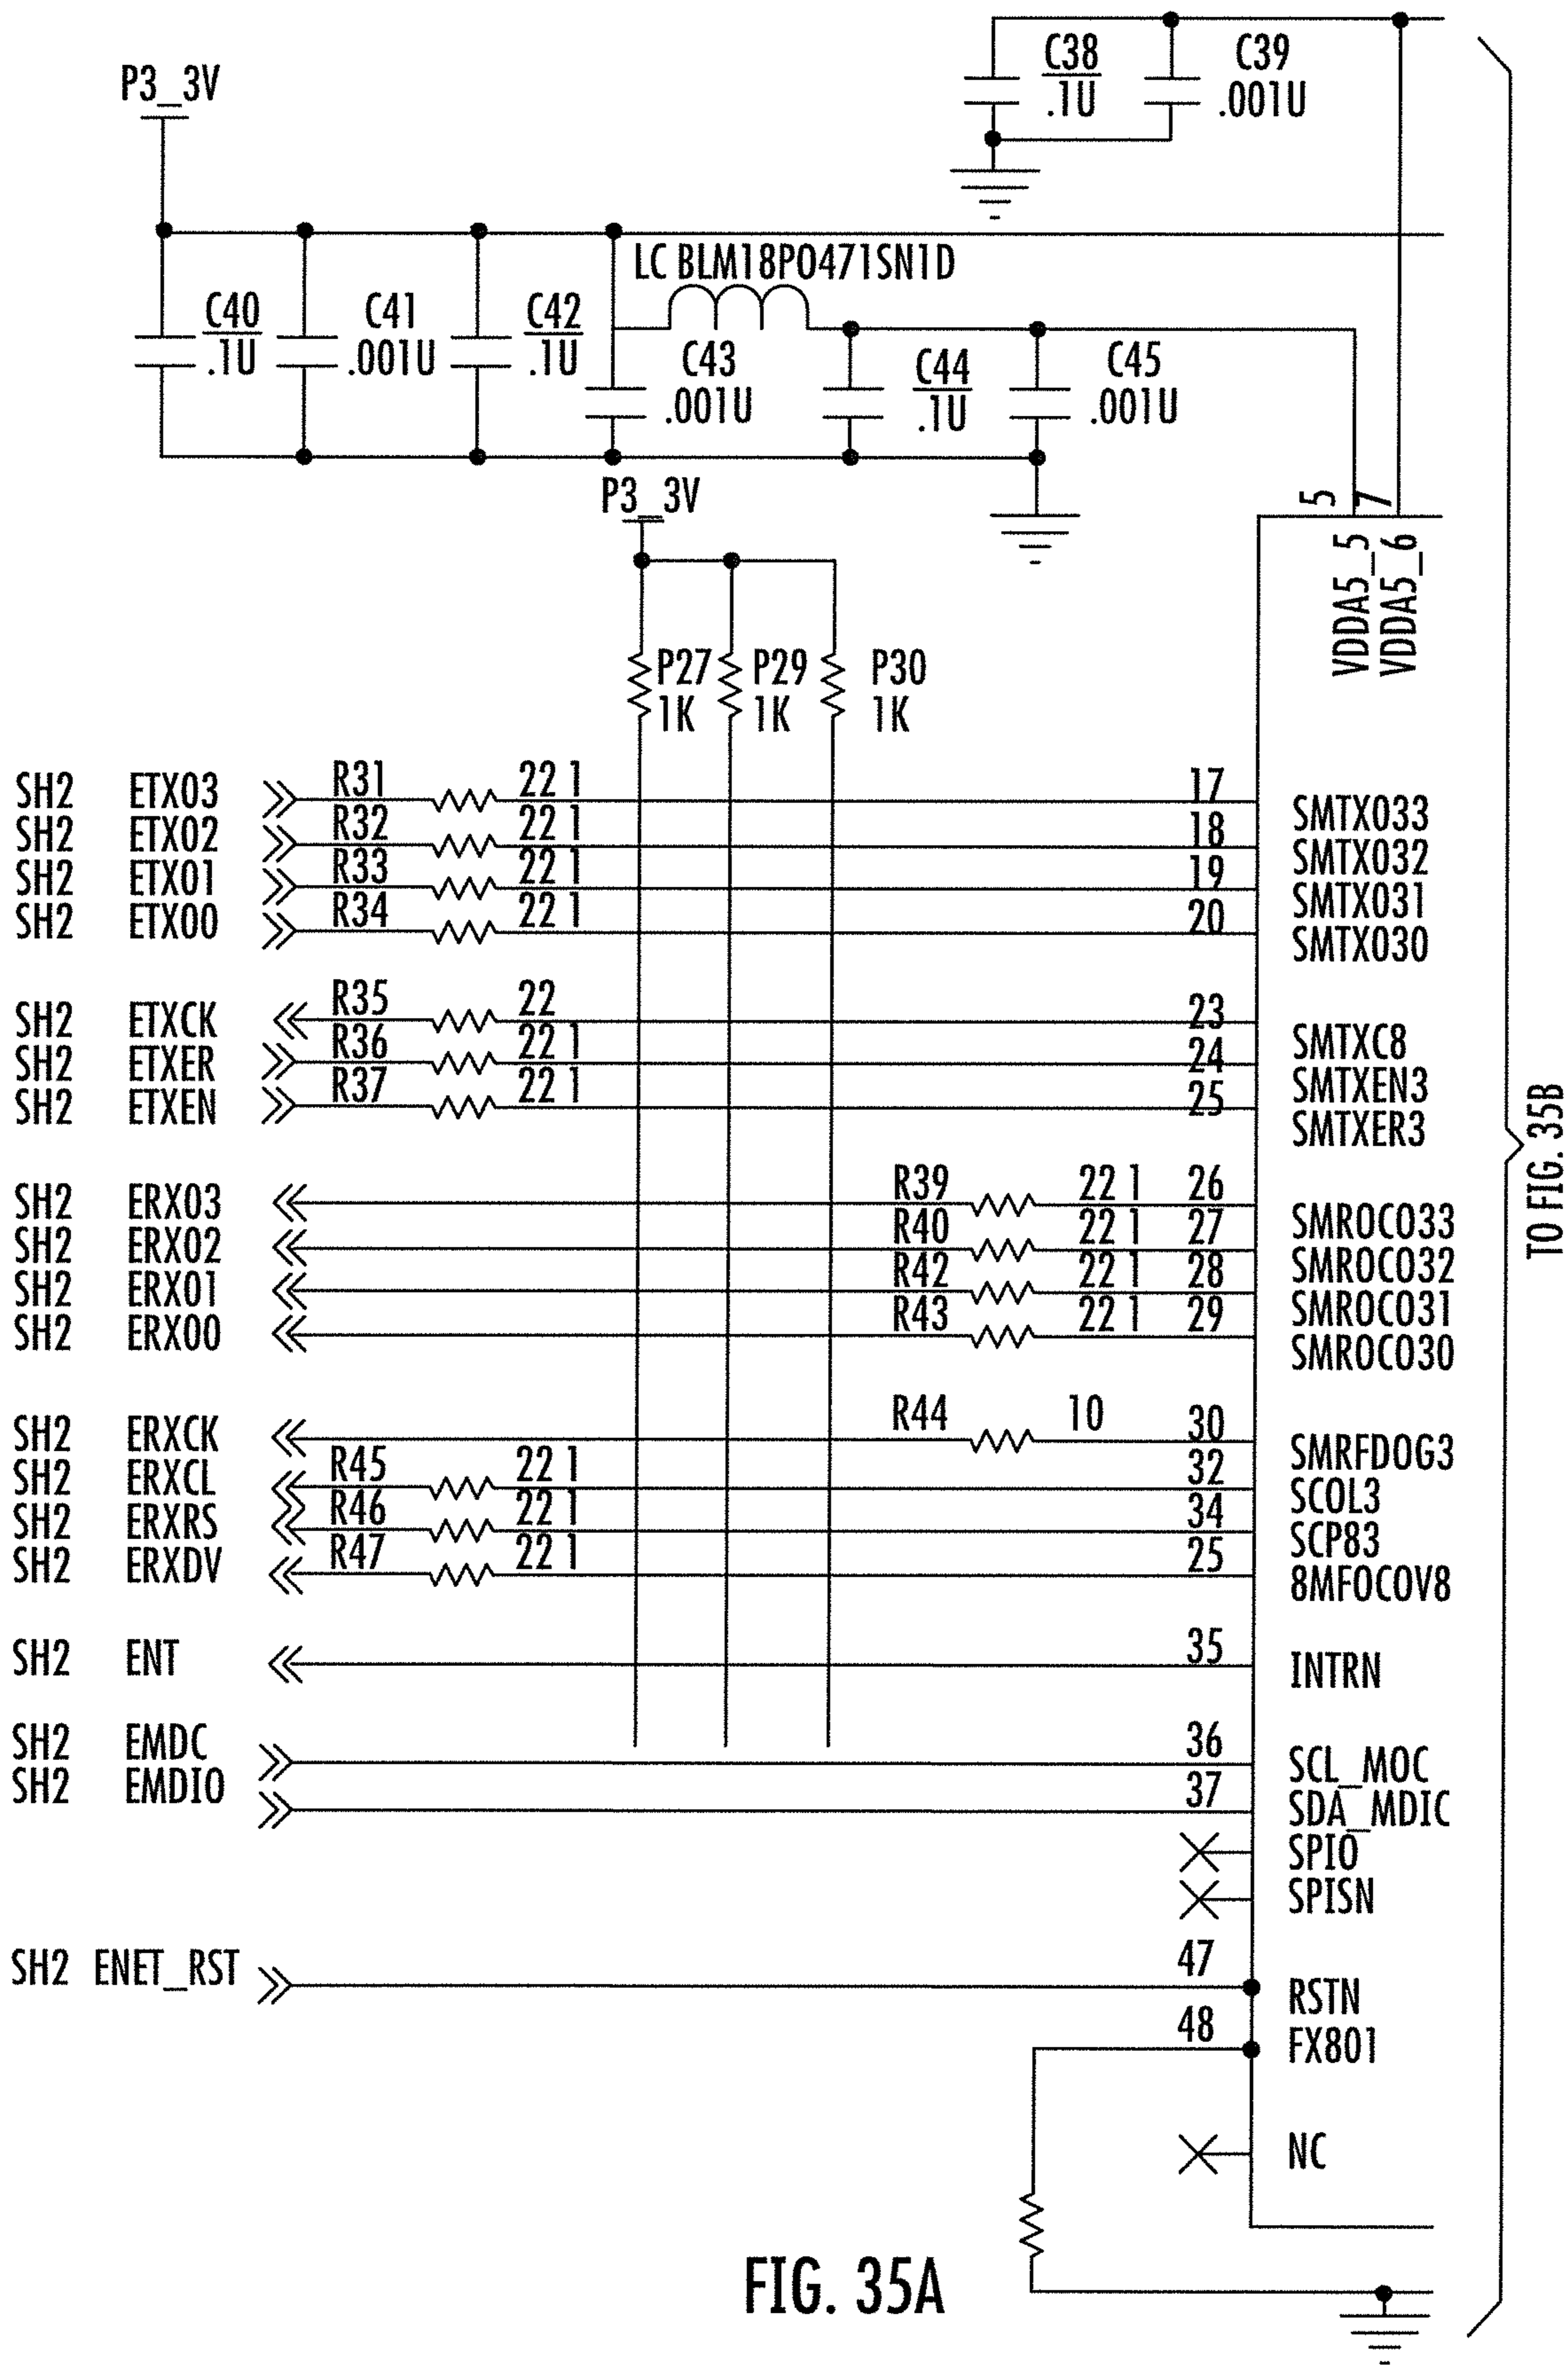 C38 C39
.1U .001U
P3_3V
LC BLM18PO471SN1D
C40 C41 C42
.1U .001U .1U
C43 C44 C45
.001U .1U .001U
P3_3V
5 7
VDDA5_5
VDDA5_6
P27 P29 P30
1K 1K 1K
SH2 ETX03 R31 22 1 17 SMTX033
SH2 ETX02 R32 22 1 18 SMTX032
SH2 ETX01 R33 22 1 19 SMTX031
SH2 ETX00 R34 22 1 20 SMTX030
SH2 ETXCK R35 22 23 SMTXC8
SH2 ETXER R36 22 1 24 SMTXEN3
SH2 ETXEN R37 22 1 25 SMTXER3
SH2 ERX03 R39 22 1 26 SMROCO33
SH2 ERX02 R40 22 1 27 SMROCO32
SH2 ERX01 R42 22 1 28 SMROCO31
SH2 ERX00 R43 22 1 29 SMROCO30
SH2 ERXCK R44 10 30 SMRFDOG3
SH2 ERXCL R45 22 1 32 SCOL3
SH2 ERXRS R46 22 1 34 SCP83
SH2 ERXDV R47 22 1 25 8MFOCOV8
SH2 ENT 35 INTRN
SH2 EMDC 36 SCL_MOC
SH2 EMDIO 37 SDA_MDIC
SPIO
SPISN
SH2 ENET_RST 47 RSTN
48 FX801
NC
TO FIG. 35B
FIG. 35A